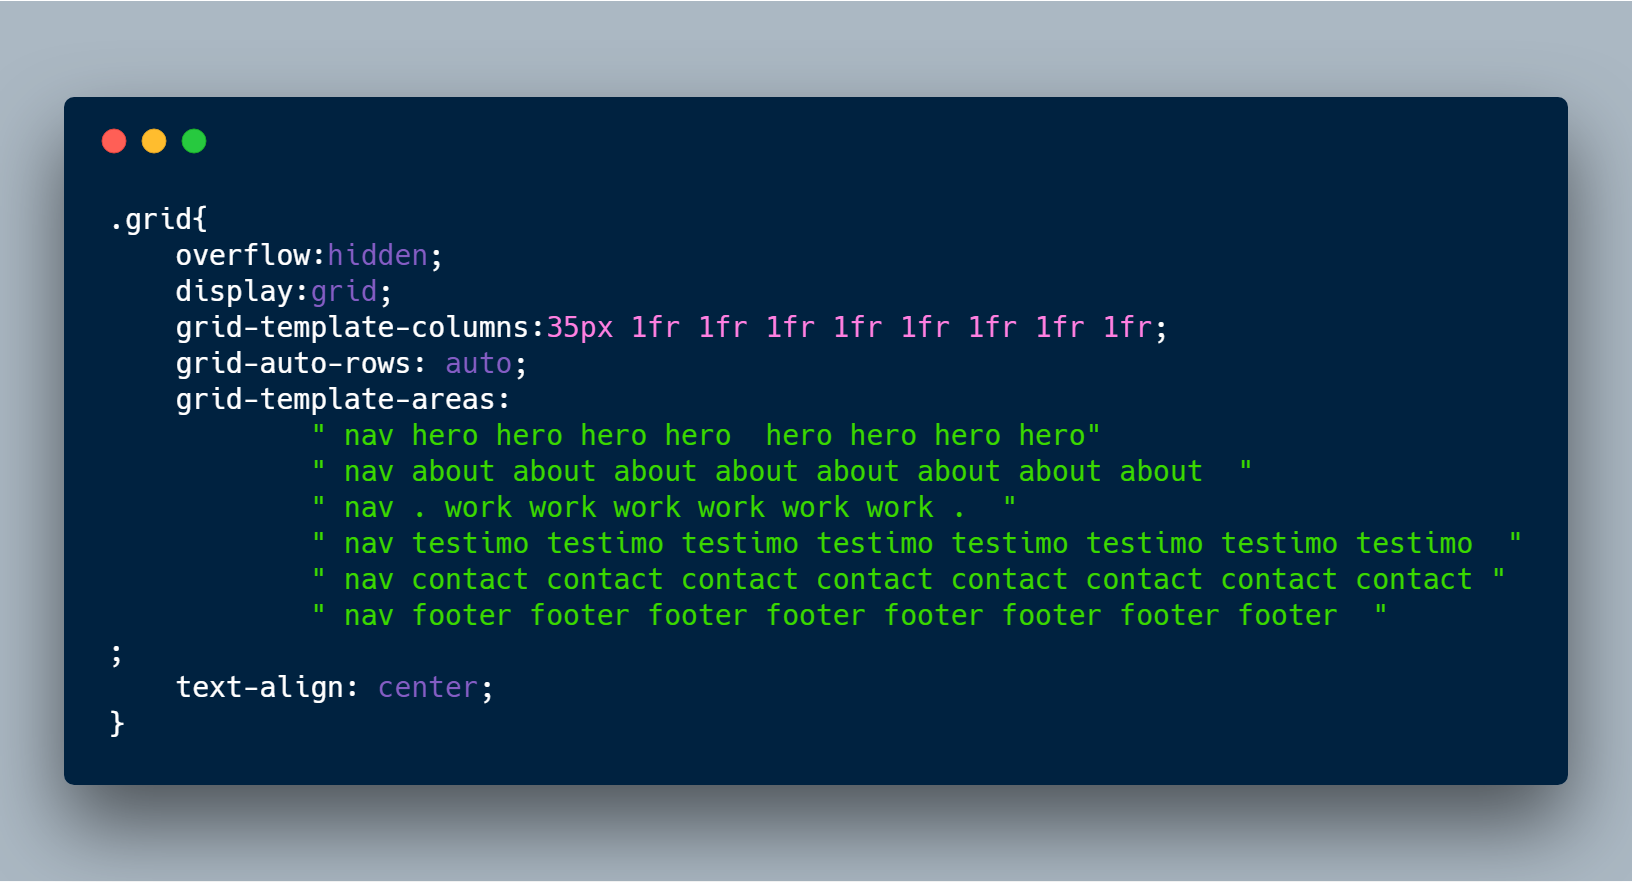 .grid{
    overflow:hidden;
    display:grid;
    grid-template-columns:35px 1fr 1fr 1fr 1fr 1fr 1fr 1fr 1fr;
    grid-auto-rows: auto;
    grid-template-areas:
            " nav hero hero hero hero  hero hero hero hero"
            " nav about about about about about about about about  "
            " nav . work work work work work work .  "
            " nav testimo testimo testimo testimo testimo testimo testimo testimo  "
            " nav contact contact contact contact contact contact contact contact "
            " nav footer footer footer footer footer footer footer footer  "
;
    text-align: center;
}